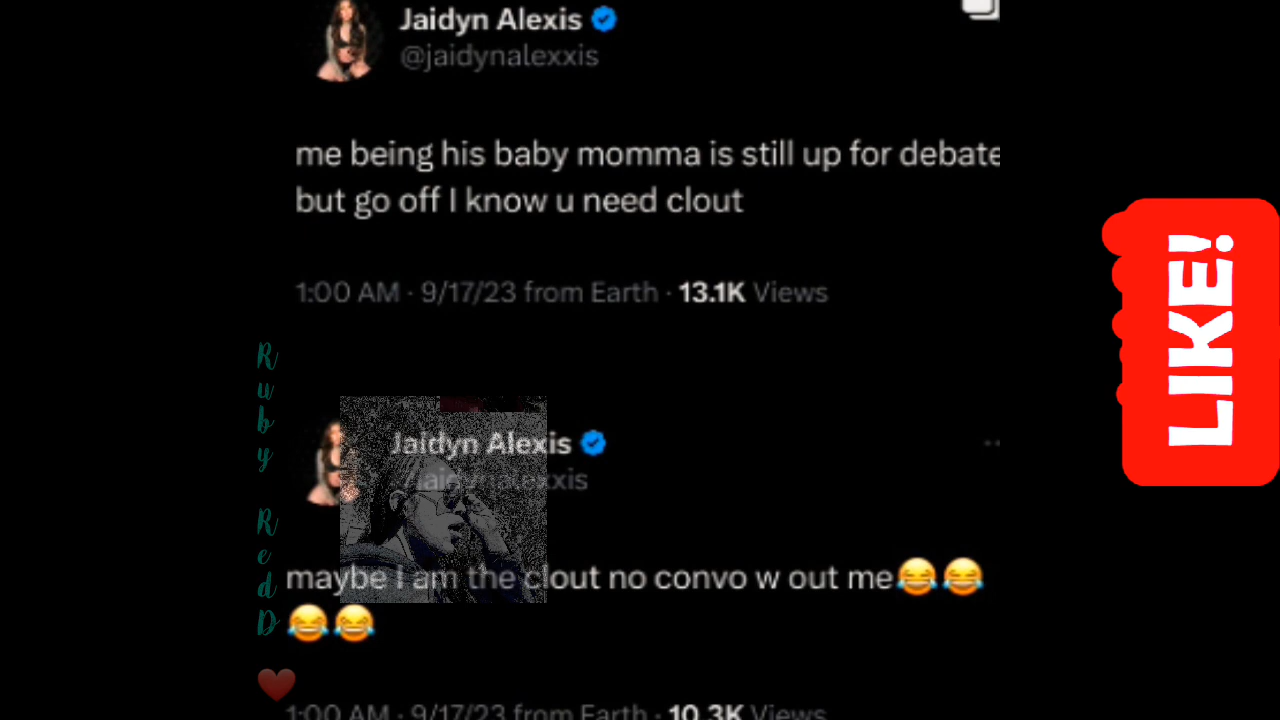 Jaidyn Alexis
@jaidynalexxis
me being his baby momma is still up for debate
but go off I know u need clout
1:00 AM · 9/17/23 from Earth · 13.1K Views
LIKE!
Ruby RedD
Jaidyn Alexis
@jaidynalexxis
maybe I am the clout no convo w out me😂😂
😂😂
❤️
1:00 AM · 9/17/23 from Earth · 10.3K Views